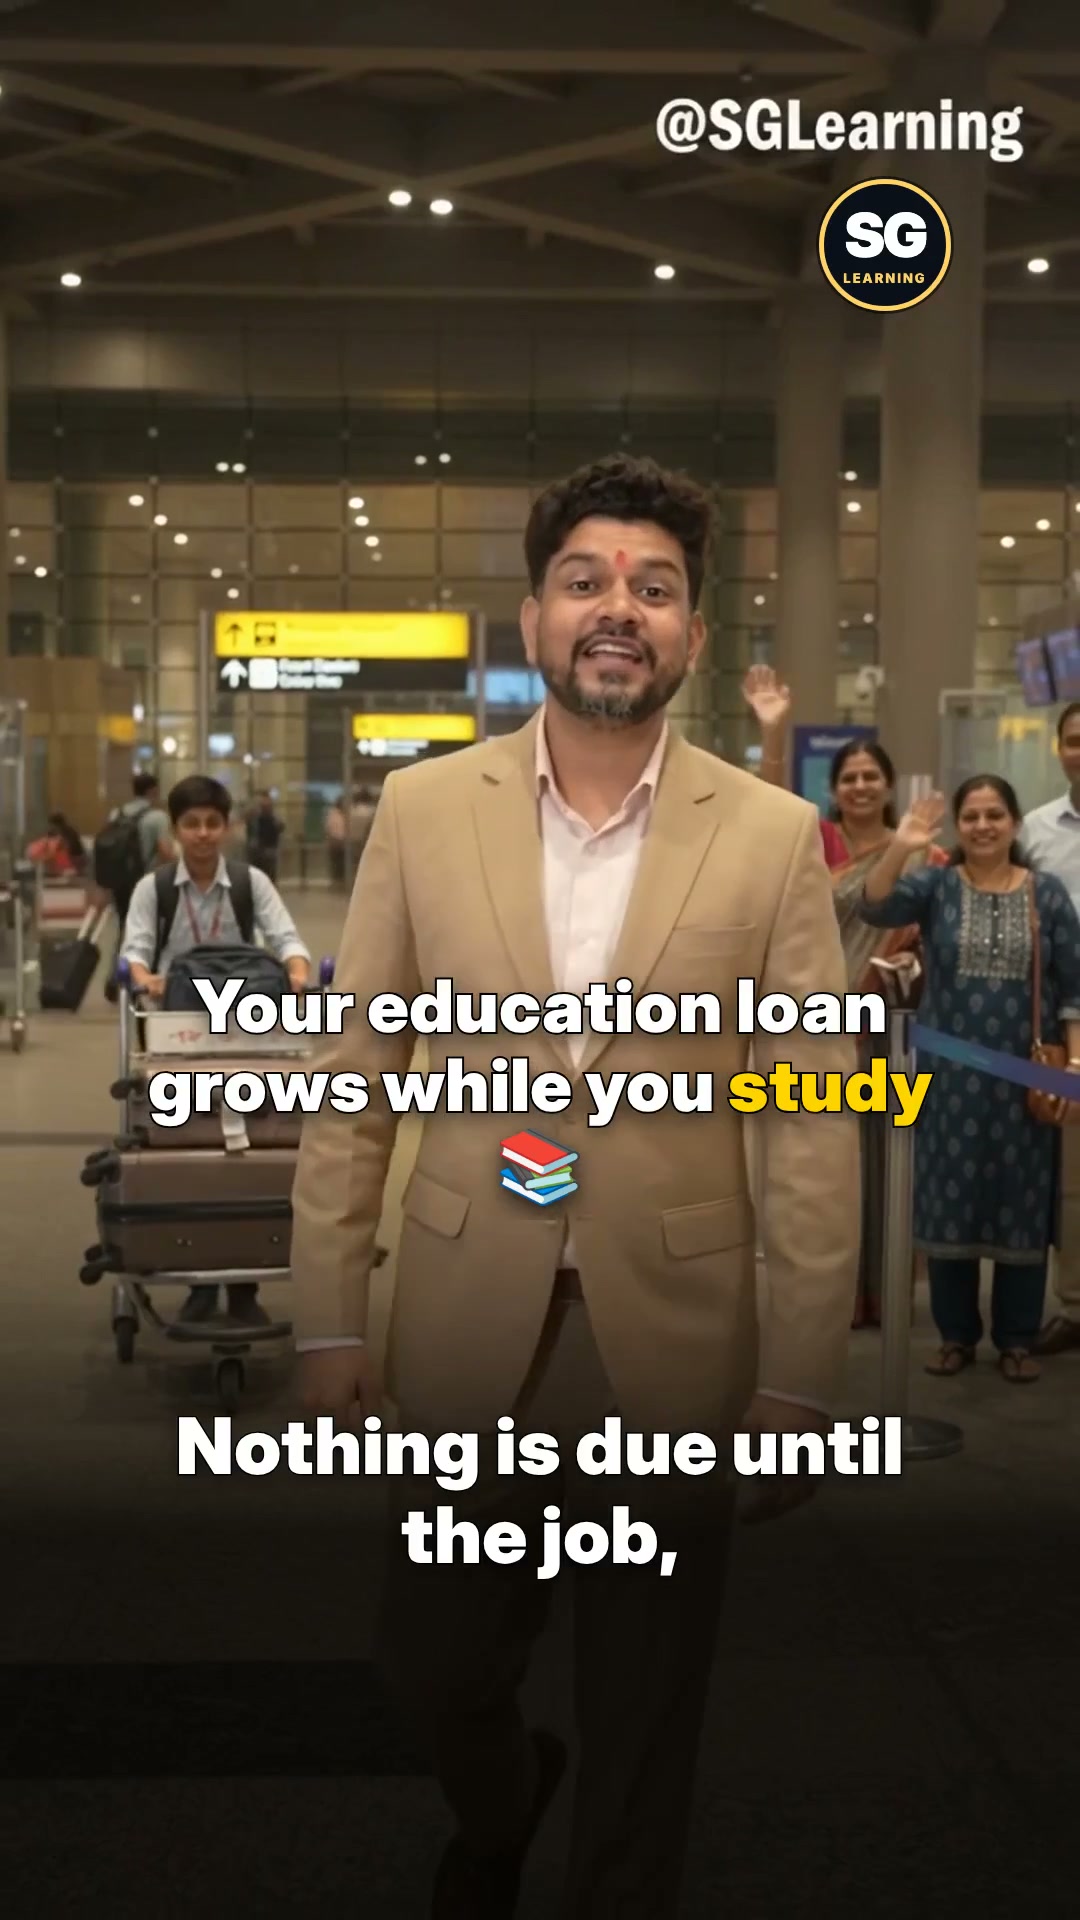 @SGLearning
SG
LEARNING
Your education loan
grows while you study
📚
Nothing is due until
the job,